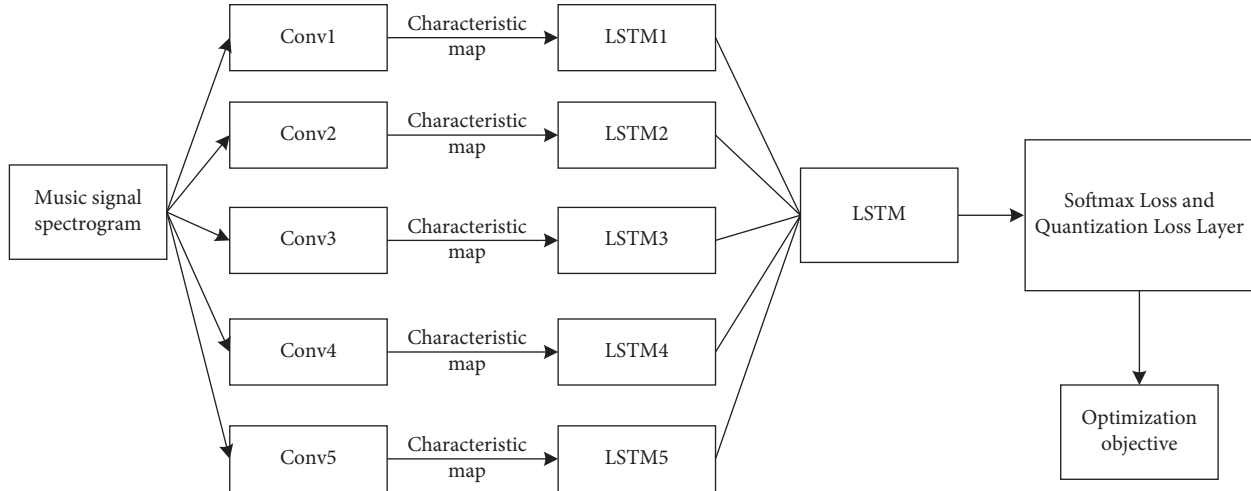 Music signal
spectrogram
Conv1
Characteristic
map
LSTM1
Conv2
Characteristic
map
LSTM2
Conv3
Characteristic
map
LSTM3
Conv4
Characteristic
map
LSTM4
Conv5
Characteristic
map
LSTM5
LSTM
Softmax Loss and
Quantization Loss Layer
Optimization
objective